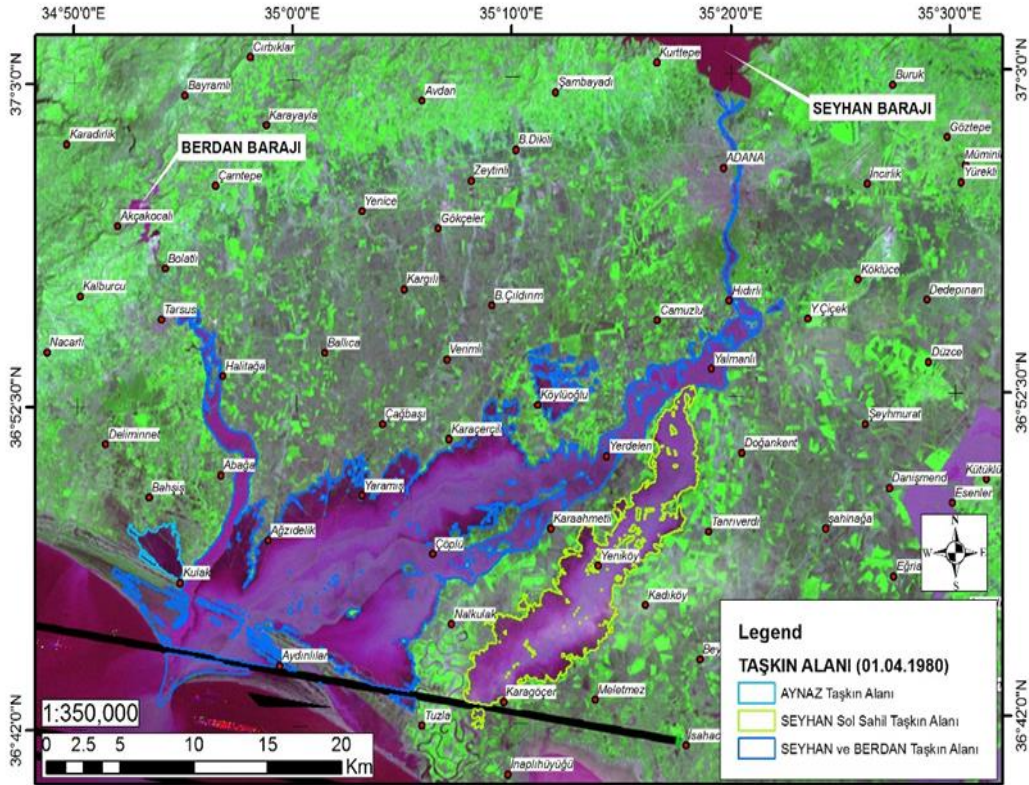 34°50'0"E
35°0'0"E
35°10'0"E
35°20'0"E
35°30'0"E
37°3'0"N
37°3'0"N
Cırbıklar
Kurttepe
Bayramlı
Avdan
Şambayadı
Buruk
SEYHAN BARAJI
Karayayla
Karadirlik
BERDAN BARAJI
B.Dikili
Göztepe
ADANA
Müminli
Çamtepe
Zeytinli
İncirlik
Yürekli
Akçakocalı
Yenice
Gökçeler
Bolatlı
Kalburcu
Kargılı
B.Çıldırım
Köklüce
Tarsus
Hıdırlı
Dedepınarı
Camuzlu
Y.Çiçek
Nacarlı
Ballıca
Verimli
Düzce
Halitağa
Yalmanlı
36°52'30"N
36°52'30"N
Köylüoğlu
Çağbaşı
Karaçerçili
Şeyhmurat
Deliminnet
Yerdelen
Doğankent
Abağa
Kütüklü
Bahşiş
Yaramış
Danişmend
Esenler
Ağzıdelik
Karaahmetli
Tanrıverdi
şahinağa
N
W
E
S
Çöplü
Yeniköy
Kulak
Eğria
Kadıköy
Nalkulak
Aydınlılar
Bey
Karagöçer
Meletmez
36°42'0"N
36°42'0"N
Tuzla
İsahac
İnaplıhüyüğü
Legend
TAŞKIN ALANI (01.04.1980)
AYNAZ Taşkın Alanı
SEYHAN Sol Sahil Taşkın Alanı
SEYHAN ve BERDAN Taşkın Alanı
1:350,000
0 2.5 5 10 15 20
Km